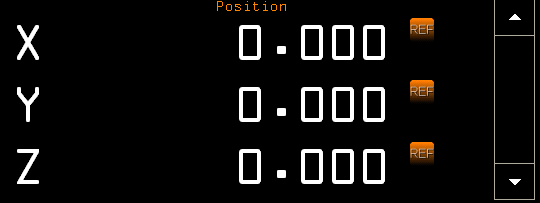 Position
X 0.000 REF
Y 0.000 REF
Z 0.000 REF